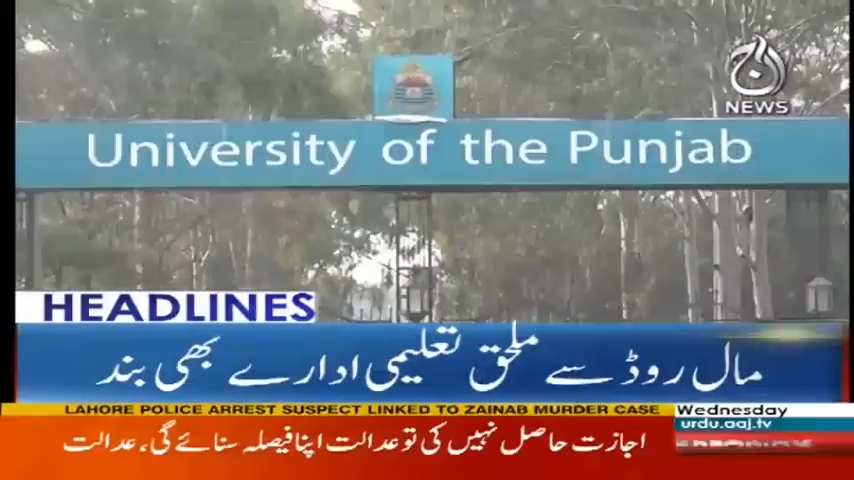 آج
NEWS
University of the Punjab
HEADLINES
مال روڈ سے ملحق تعلیمی ادارے بھی بند
LAHORE POLICE ARREST SUSPECT LINKED TO ZAINAB MURDER CASE
Wednesday
urdu.aaj.tv
اجازت حاصل نہیں کی تو عدالت اپنا فیصلہ سنائے گی، عدالت